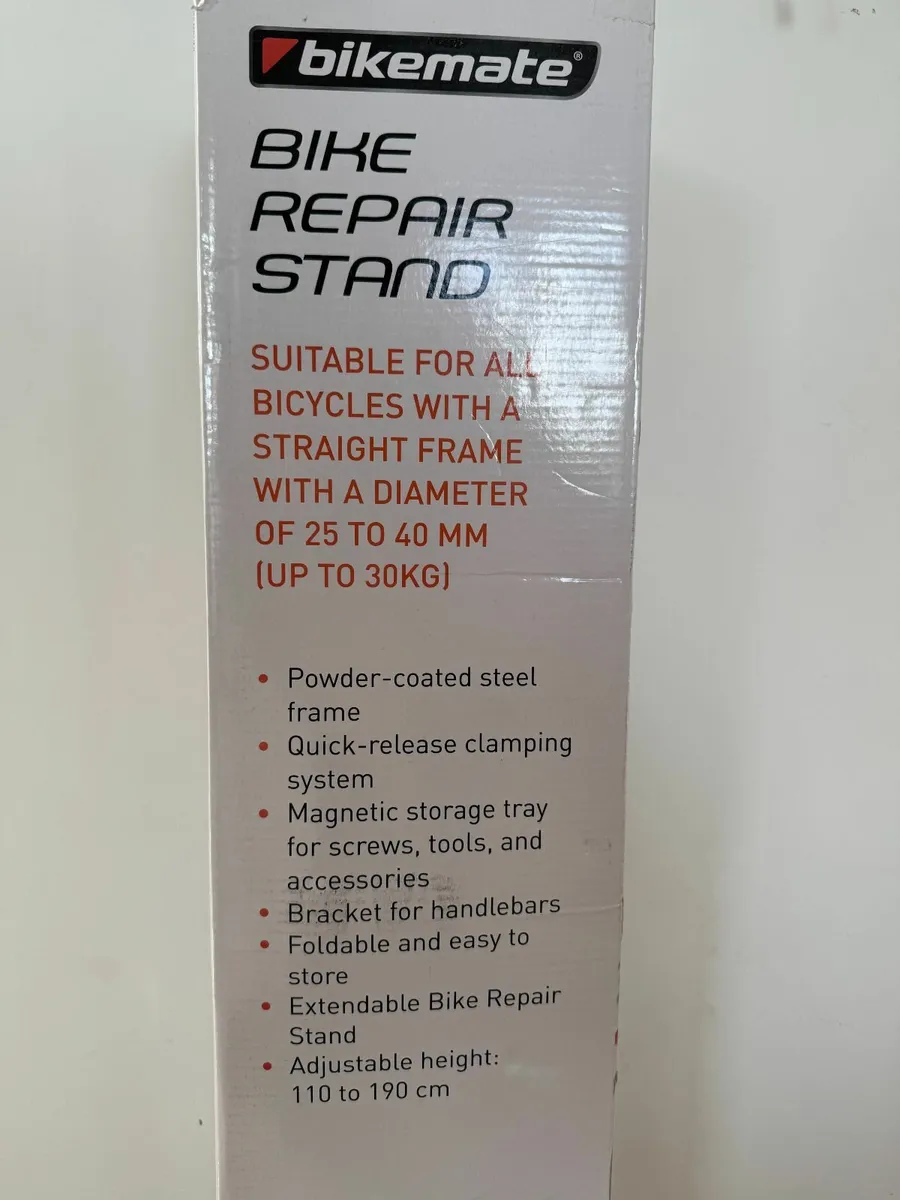 bikemate®
BIKE
REPAIR
STAND
SUITABLE FOR ALL
BICYCLES WITH A
STRAIGHT FRAME
WITH A DIAMETER
OF 25 TO 40 MM
(UP TO 30KG)
• Powder-coated steel
frame
• Quick-release clamping
system
• Magnetic storage tray
for screws, tools, and
accessories
• Bracket for handlebars
• Foldable and easy to
store
• Extendable Bike Repair
Stand
• Adjustable height:
110 to 190 cm